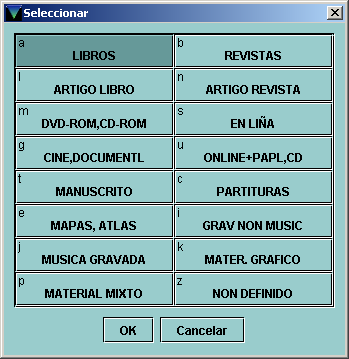 Seleccionar
a LIBROS
b REVISTAS
l ARTIGO LIBRO
n ARTIGO REVISTA
m DVD-ROM,CD-ROM
s EN LIÑA
g CINE,DOCUMENTL
u ONLINE+PAPL,CD
t MANUSCRITO
c PARTITURAS
e MAPAS, ATLAS
i GRAV NON MUSIC
j MUSICA GRAVADA
k MATER. GRAFICO
p MATERIAL MIXTO
z NON DEFINIDO
OK Cancelar